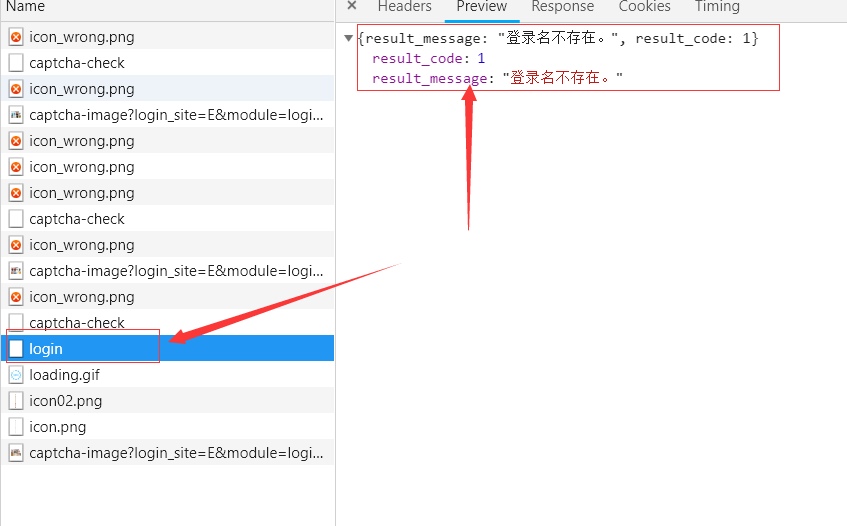 Name
icon_wrong.png
captcha-check
icon_wrong.png
captcha-image?login_site=E&module=logi...
icon_wrong.png
icon_wrong.png
icon_wrong.png
captcha-check
icon_wrong.png
captcha-image?login_site=E&module=logi...
icon_wrong.png
captcha-check
login
loading.gif
icon02.png
icon.png
captcha-image?login_site=E&module=logi...
× Headers Preview Response Cookies Timing
{result_message: "登录名不存在。", result_code: 1}
result_code: 1
result_message: "登录名不存在。"